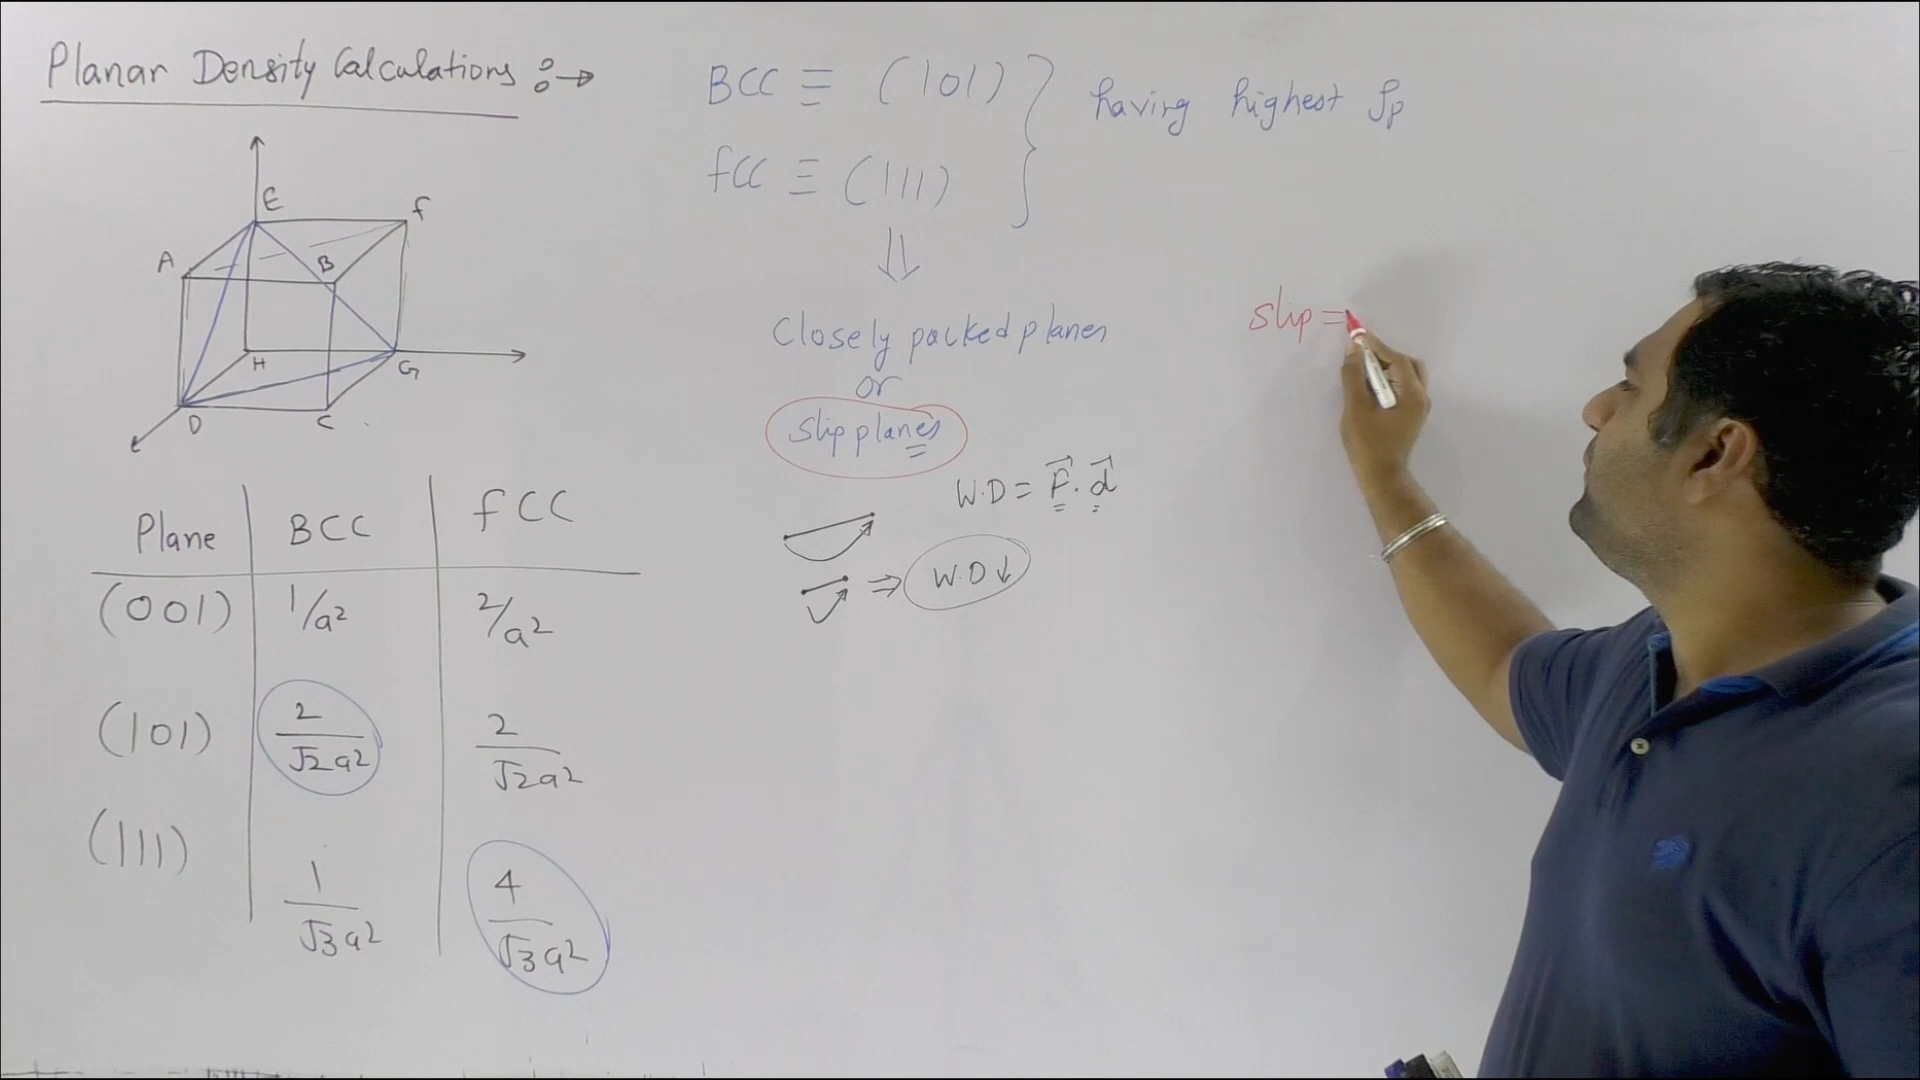 Planar Density Calculations :→
BCC ≡ (101)
fCC ≡ (111)
having highest ρp
E
f
A
B
H
G
D
C
⇓
Closely packed planes
or
Slip planes
W.D = F⃗ . d⃗
⇒ W.D↓
Slip =
Plane BCC fCC
(001) 1/a² 2/a²
(101) 2/√2a² 2/√2a²
(111) 1/√3a² 4/√3a²